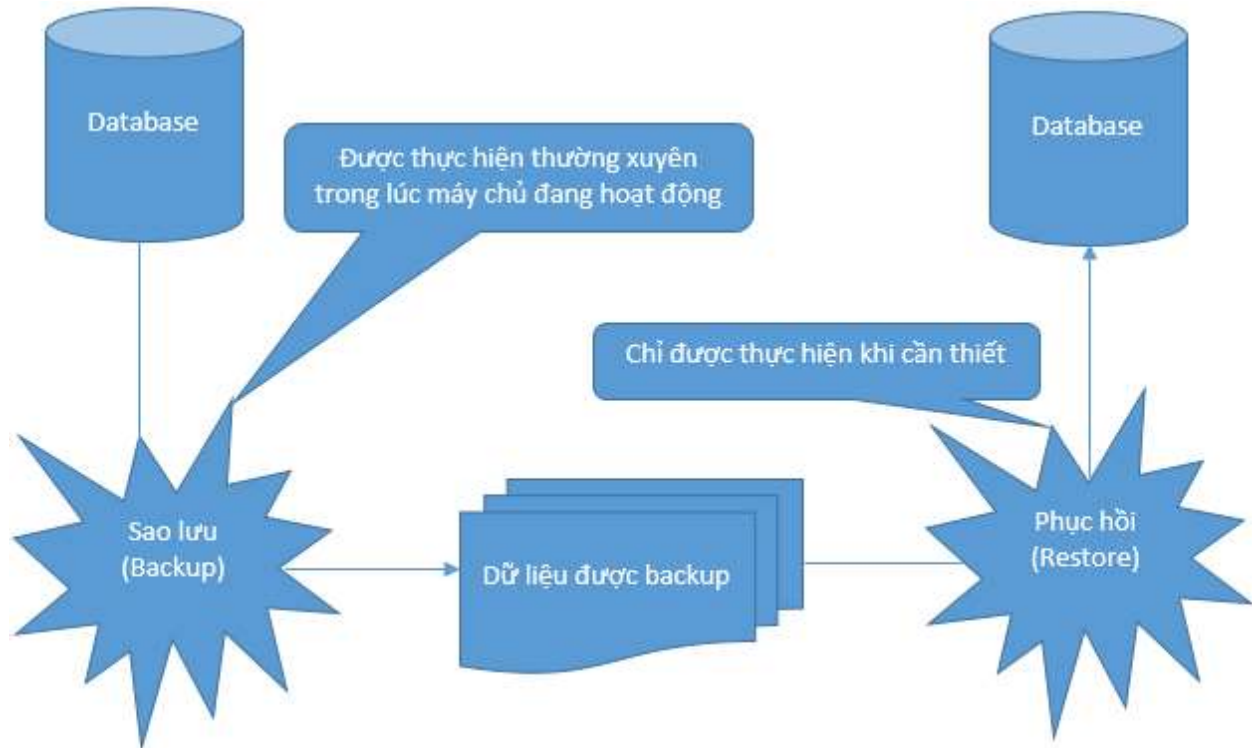 Database
Database
Được thực hiện thường xuyên
trong lúc máy chủ đang hoạt động
Chỉ được thực hiện khi cần thiết
Sao lưu
(Backup)
Dữ liệu được backup
Phục hồi
(Restore)